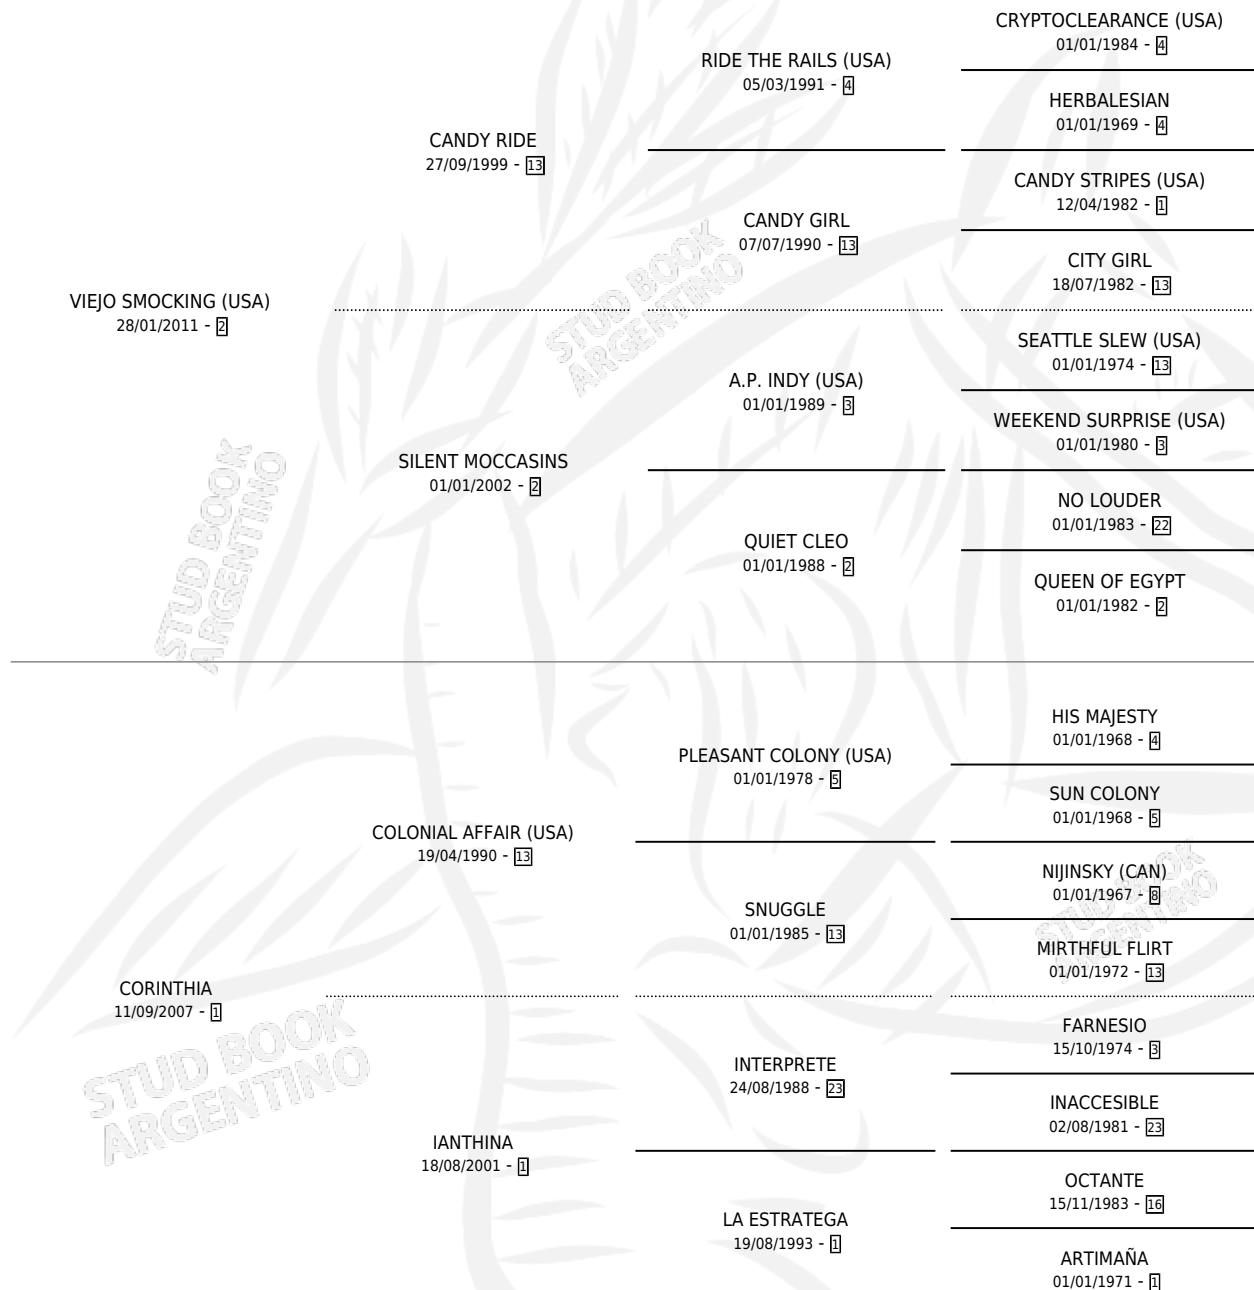 CRYPTOCLEARANCE (USA)
01/01/1984 - 4
RIDE THE RAILS (USA)
05/03/1991 - 4
HERBALESIAN
01/01/1969 - 4
CANDY RIDE
27/09/1999 - 13
CANDY STRIPES (USA)
12/04/1982 - 1
CANDY GIRL
07/07/1990 - 13
CITY GIRL
18/07/1982 - 13
VIEJO SMOCKING (USA)
28/01/2011 - 2
SEATTLE SLEW (USA)
01/01/1974 - 13
A.P. INDY (USA)
01/01/1989 - 3
WEEKEND SURPRISE (USA)
01/01/1980 - 3
SILENT MOCCASINS
01/01/2002 - 2
NO LOUDER
01/01/1983 - 22
QUIET CLEO
01/01/1988 - 2
QUEEN OF EGYPT
01/01/1982 - 2
HIS MAJESTY
01/01/1968 - 4
PLEASANT COLONY (USA)
01/01/1978 - 5
SUN COLONY
01/01/1968 - 5
COLONIAL AFFAIR (USA)
19/04/1990 - 13
NIJINSKY (CAN)
01/01/1967 - 8
SNUGGLE
01/01/1985 - 13
MIRTHFUL FLIRT
01/01/1972 - 13
CORINTHIA
11/09/2007 - 1
FARNESIO
15/10/1974 - 3
INTERPRETE
24/08/1988 - 23
INACCESIBLE
02/08/1981 - 23
IANTHINA
18/08/2001 - 1
OCTANTE
15/11/1983 - 16
LA ESTRATEGA
19/08/1993 - 1
ARTIMAÑA
01/01/1971 - 1
STUD BOOK
ARGENTINO
STUD BOOK
ARGENTINO
STUD BOOK
ARGENTINO
STUD BOOK
ARGENTINO